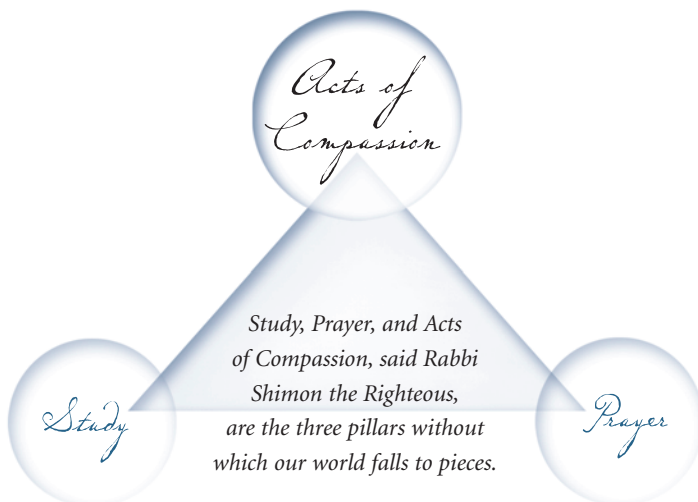 Acts of
Compassion
Study, Prayer, and Acts
of Compassion, said Rabbi
Shimon the Righteous,
are the three pillars without
which our world falls to pieces.
Study
Prayer